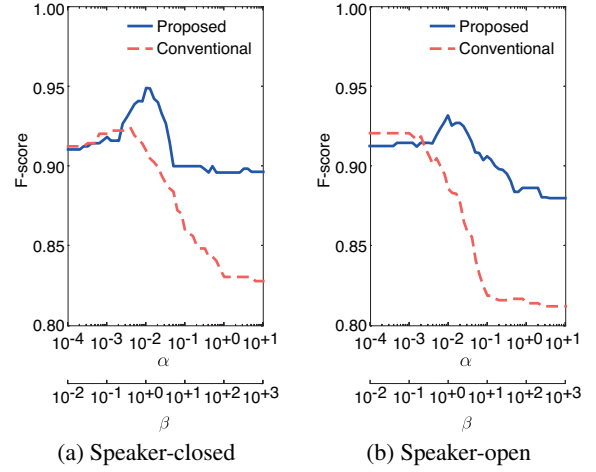 1.00
Proposed
Conventional
0.95
F-score
0.90
0.85
0.80
10-4 10-3 10-2 10-1 10+0 10+1
α
10-2 10-1 10+0 10+1 10+2 10+3
β
(a) Speaker-closed
1.00
Proposed
Conventional
0.95
F-score
0.90
0.85
0.80
10-4 10-3 10-2 10-1 10+0 10+1
α
10-2 10-1 10+0 10+1 10+2 10+3
β
(b) Speaker-open